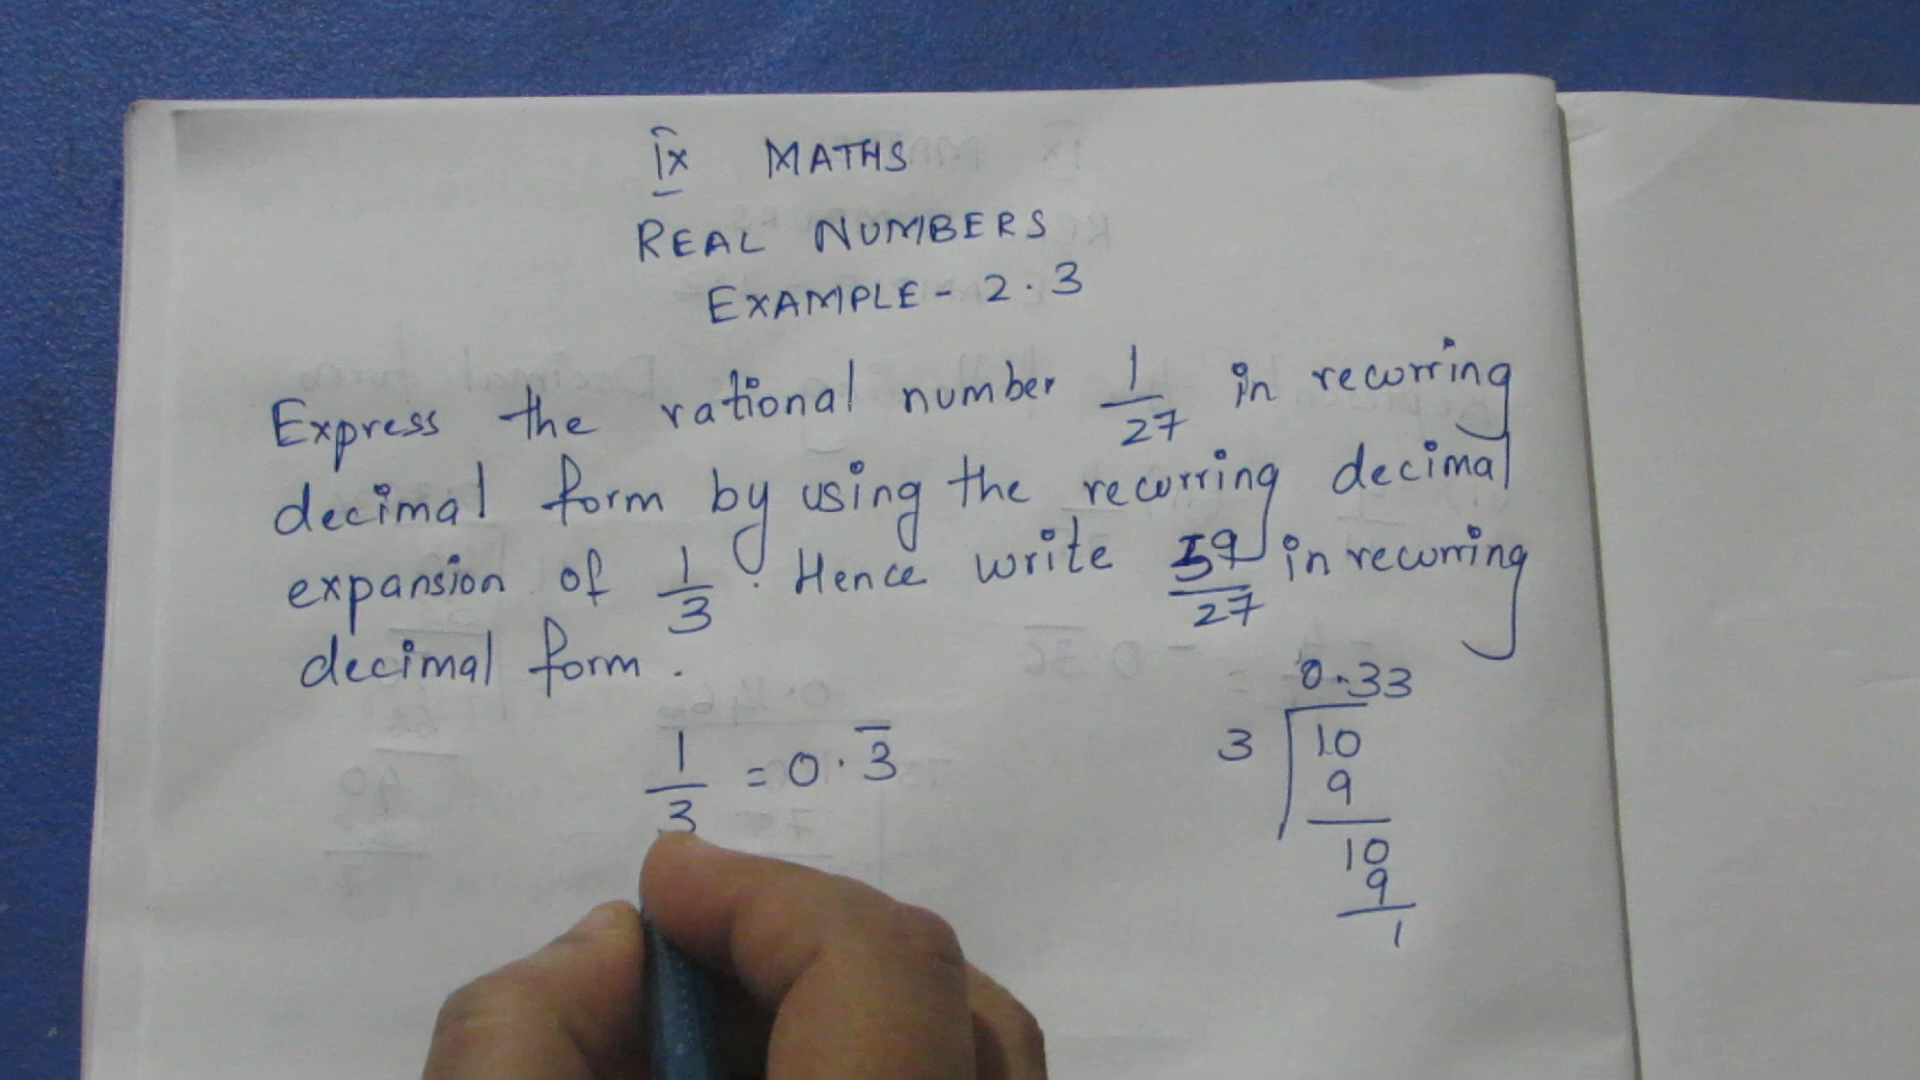 IX MATHS
REAL NUMBERS
EXAMPLE - 2.3
Express the rational number 1/27 in recurring
decimal form by using the recurring decimal
expansion of 1/3. Hence write 59/27 in recurring
decimal form.
1/3 = 0.3̅
0.33
3 10
9
10
9
1